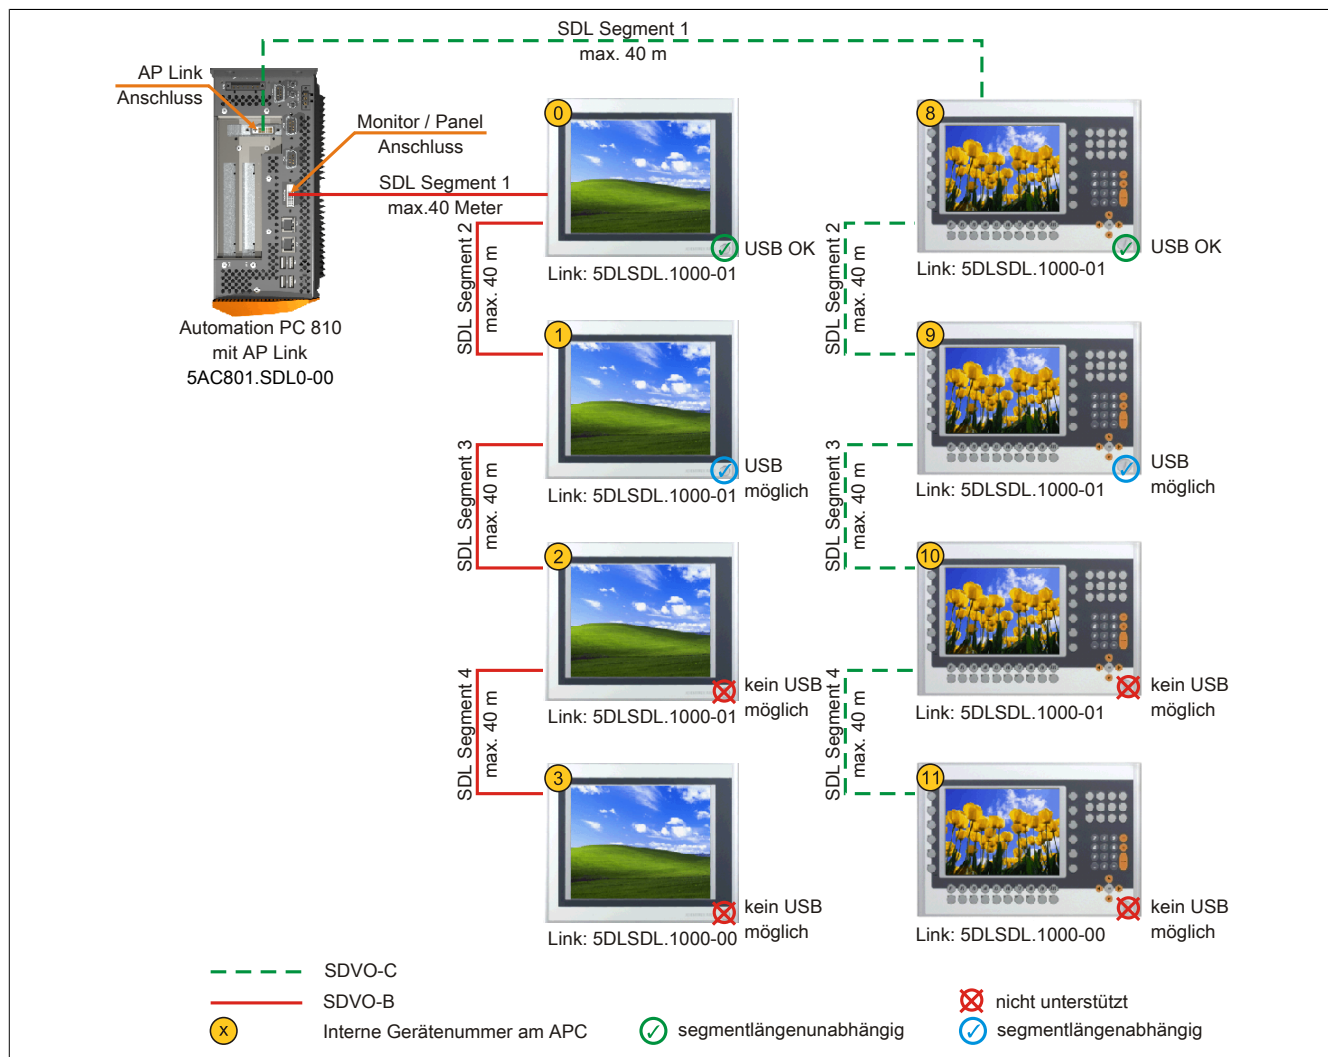 SDL Segment 1
max. 40 m
AP Link
Anschluss
Monitor / Panel
Anschluss
SDL Segment 1
max.40 Meter
Automation PC 810
mit AP Link
5AC801.SDL0-00
0
USB OK
Link: 5DLSDL.1000-01
SDL Segment 2
max. 40 m
1
USB
möglich
Link: 5DLSDL.1000-01
SDL Segment 3
max. 40 m
2
kein USB
möglich
Link: 5DLSDL.1000-01
SDL Segment 4
max. 40 m
3
kein USB
möglich
Link: 5DLSDL.1000-00
8
USB OK
Link: 5DLSDL.1000-01
SDL Segment 2
max. 40 m
9
USB
möglich
Link: 5DLSDL.1000-01
SDL Segment 3
max. 40 m
10
kein USB
möglich
Link: 5DLSDL.1000-01
SDL Segment 4
max. 40 m
11
kein USB
möglich
Link: 5DLSDL.1000-00
SDVO-C
SDVO-B
nicht unterstützt
x
Interne Gerätenummer am APC
segmentlängenunabhängig
segmentlängenabhängig